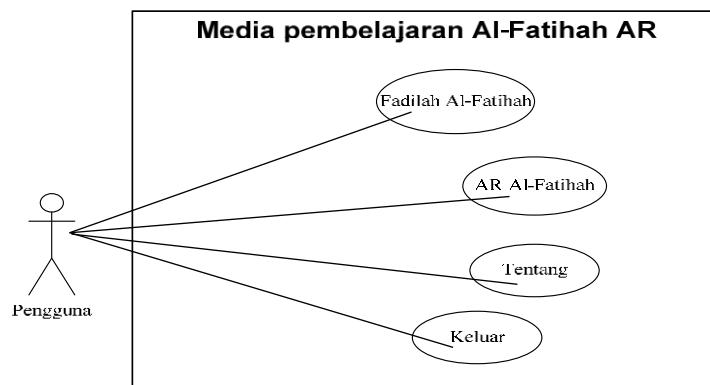 Media pembelajaran Al-Fatihah AR
Fadilah Al-Fatihah
AR Al-Fatihah
Tentang
Pengguna
Keluar